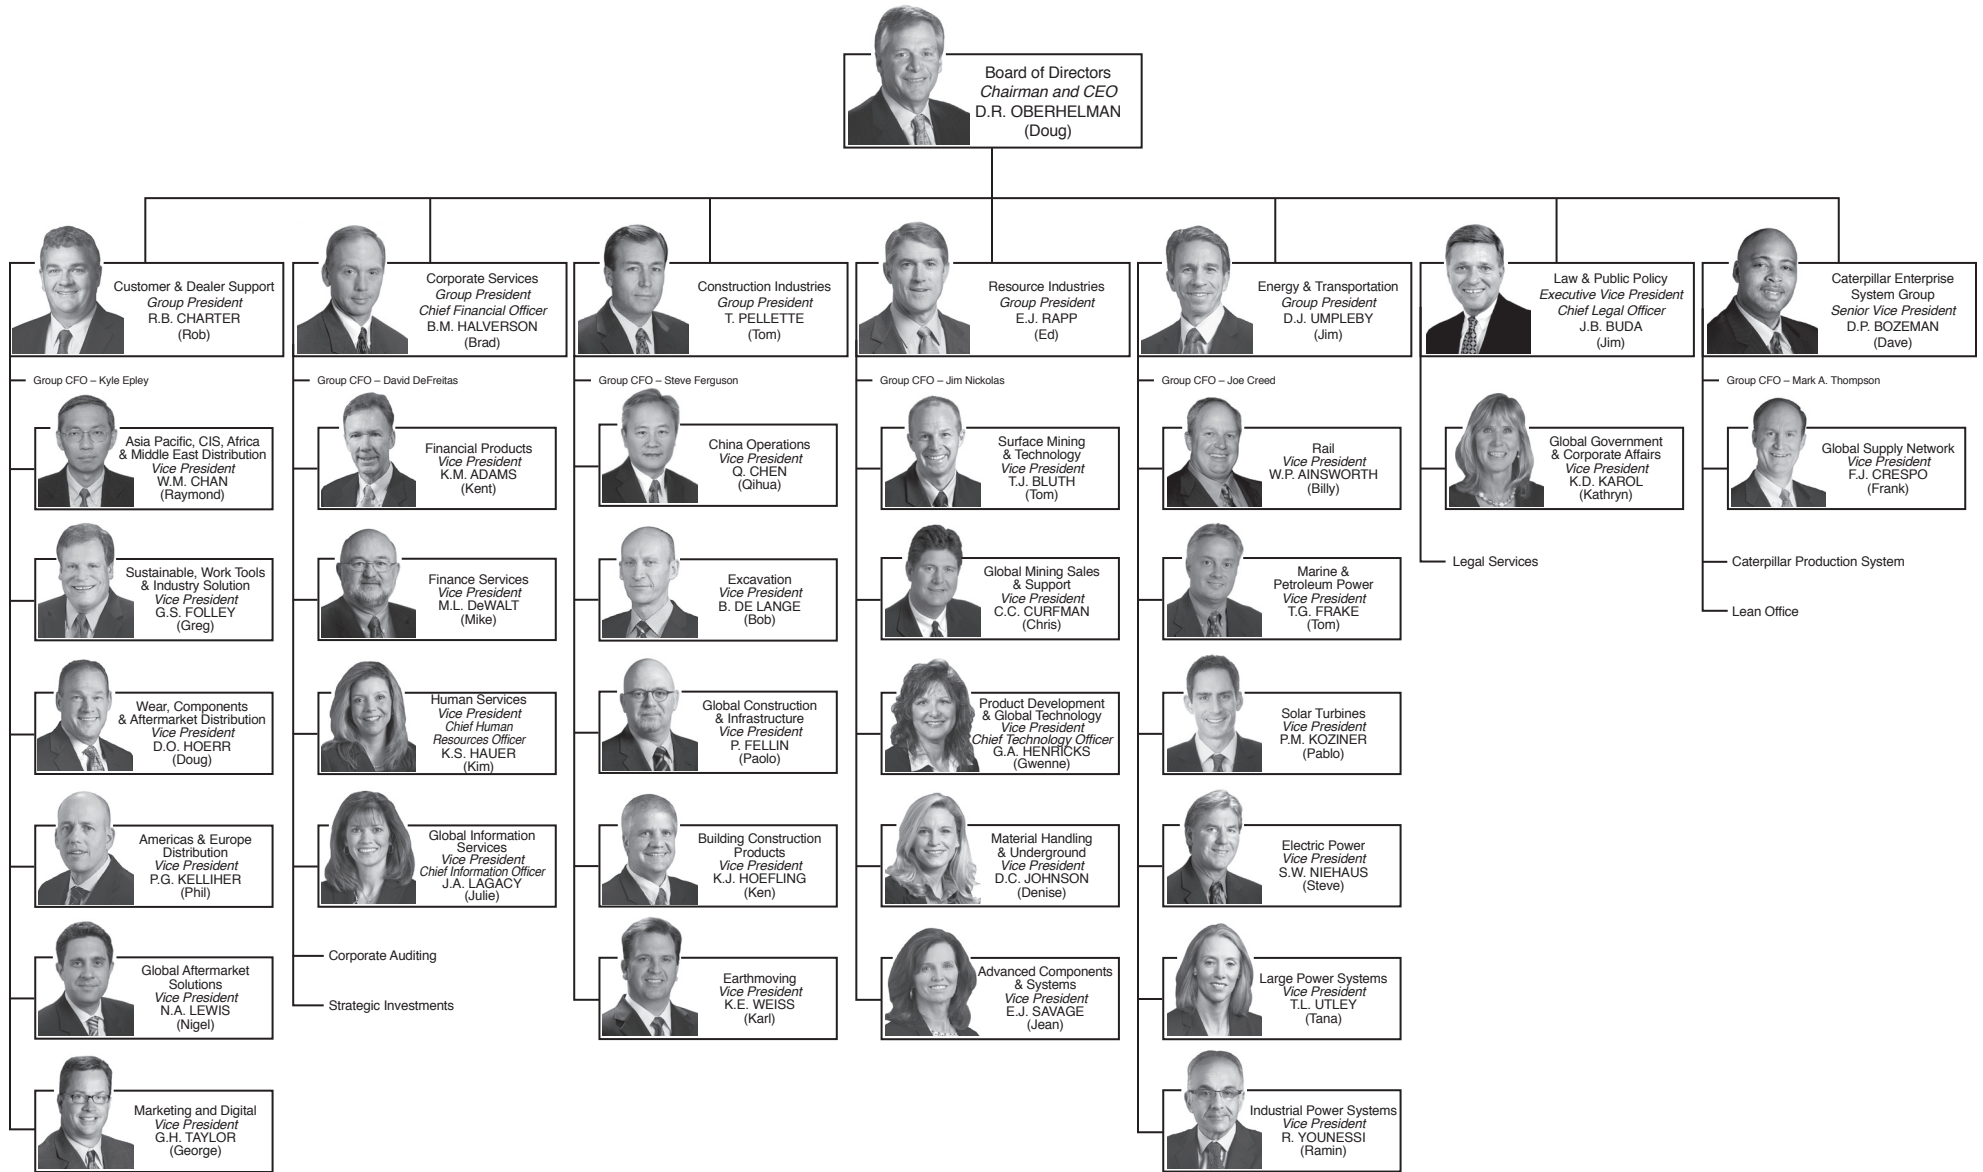 Board of Directors
Chairman and CEO
D.R. OBERHELMAN
(Doug)
Customer & Dealer Support
Group President
R.B. CHARTER
(Rob)
Group CFO – Kyle Epley
Asia Pacific, CIS, Africa
& Middle East Distribution
Vice President
W.M. CHAN
(Raymond)
Sustainable, Work Tools
& Industry Solution
Vice President
G.S. FOLLEY
(Greg)
Wear, Components
& Aftermarket Distribution
Vice President
D.O. HOERR
(Doug)
Americas & Europe
Distribution
Vice President
P.G. KELLIHER
(Phil)
Global Aftermarket
Solutions
Vice President
N.A. LEWIS
(Nigel)
Marketing and Digital
Vice President
G.H. TAYLOR
(George)
Corporate Services
Group President
Chief Financial Officer
B.M. HALVERSON
(Brad)
Group CFO – David DeFreitas
Financial Products
Vice President
K.M. ADAMS
(Kent)
Finance Services
Vice President
M.L. DeWALT
(Mike)
Human Services
Vice President
Chief Human
Resources Officer
K.S. HAUER
(Kim)
Global Information
Services
Vice President
Chief Information Officer
J.A. LAGACY
(Julie)
Corporate Auditing
Strategic Investments
Construction Industries
Group President
T. PELLETTE
(Tom)
Group CFO – Steve Ferguson
China Operations
Vice President
Q. CHEN
(Qihua)
Excavation
Vice President
B. DE LANGE
(Bob)
Global Construction
& Infrastructure
Vice President
P. FELLIN
(Paolo)
Building Construction
Products
Vice President
K.J. HOEFLING
(Ken)
Earthmoving
Vice President
K.E. WEISS
(Karl)
Resource Industries
Group President
E.J. RAPP
(Ed)
Group CFO – Jim Nickolas
Surface Mining
& Technology
Vice President
T.J. BLUTH
(Tom)
Global Mining Sales
& Support
Vice President
C.C. CURFMAN
(Chris)
Product Development
& Global Technology
Vice President
Chief Technology Officer
G.A. HENRICKS
(Gwenne)
Material Handling
& Underground
Vice President
D.C. JOHNSON
(Denise)
Advanced Components
& Systems
Vice President
E.J. SAVAGE
(Jean)
Energy & Transportation
Group President
D.J. UMPLEBY
(Jim)
Group CFO – Joe Creed
Rail
Vice President
W.P. AINSWORTH
(Billy)
Marine &
Petroleum Power
Vice President
T.G. FRAKE
(Tom)
Solar Turbines
Vice President
P.M. KOZINER
(Pablo)
Electric Power
Vice President
S.W. NIEHAUS
(Steve)
Large Power Systems
Vice President
T.L. UTLEY
(Tana)
Industrial Power Systems
Vice President
R. YOUNESSI
(Ramin)
Law & Public Policy
Executive Vice President
Chief Legal Officer
J.B. BUDA
(Jim)
Global Government
& Corporate Affairs
Vice President
K.D. KAROL
(Kathryn)
Legal Services
Caterpillar Enterprise
System Group
Senior Vice President
D.P. BOZEMAN
(Dave)
Group CFO – Mark A. Thompson
Global Supply Network
Vice President
F.J. CRESPO
(Frank)
Caterpillar Production System
Lean Office